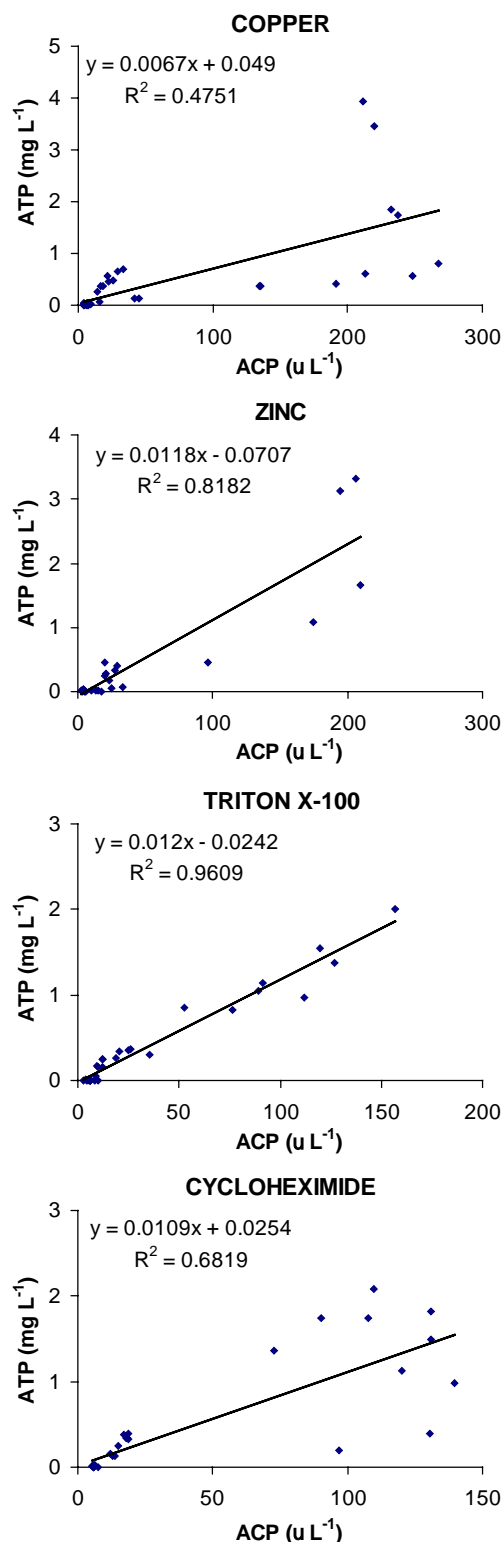 COPPER
y = 0.0067x + 0.049
R² = 0.4751
ATP (mg L⁻¹)
5
4
3
2
1
0
0 100 200 300
ACP (u L⁻¹)
ZINC
y = 0.0118x - 0.0707
R² = 0.8182
ATP (mg L⁻¹)
4
3
2
1
0
0 100 200 300
ACP (u L⁻¹)
TRITON X-100
y = 0.012x - 0.0242
R² = 0.9609
ATP (mg L⁻¹)
3
2
1
0
0 50 100 150 200
ACP (u L⁻¹)
CYCLOHEXIMIDE
y = 0.0109x + 0.0254
R² = 0.6819
ATP (mg L⁻¹)
3
2
1
0
0 50 100 150
ACP (u L⁻¹)